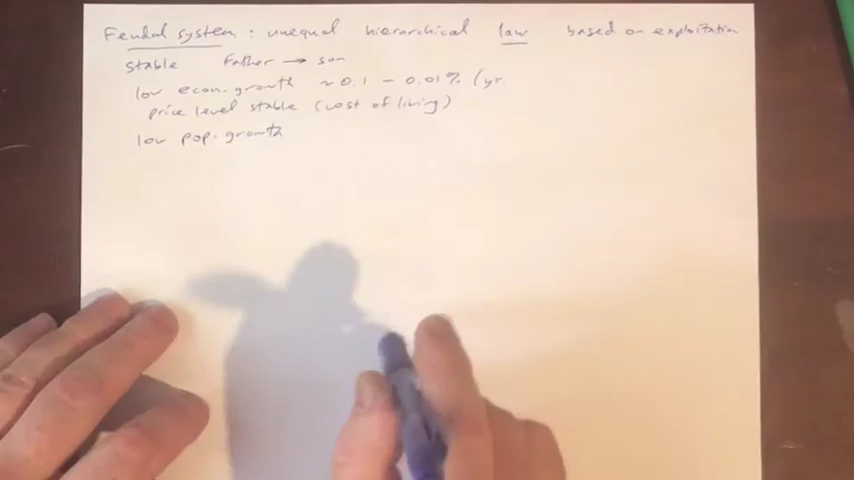 Feudal system : unequal hierarchical law based on exploitation
stable father → son
low econ. growth ~ 0.1 - 0.01% /yr
price level stable (cost of living)
low pop. growth